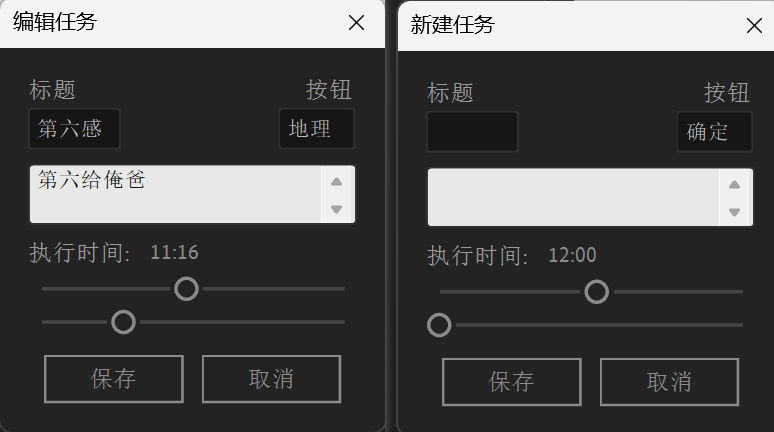 编辑任务
标题 按钮
第六感 地理
第六给俺爸
执行时间: 11:16
保存 取消
新建任务
标题 按钮
确定
执行时间: 12:00
保存 取消